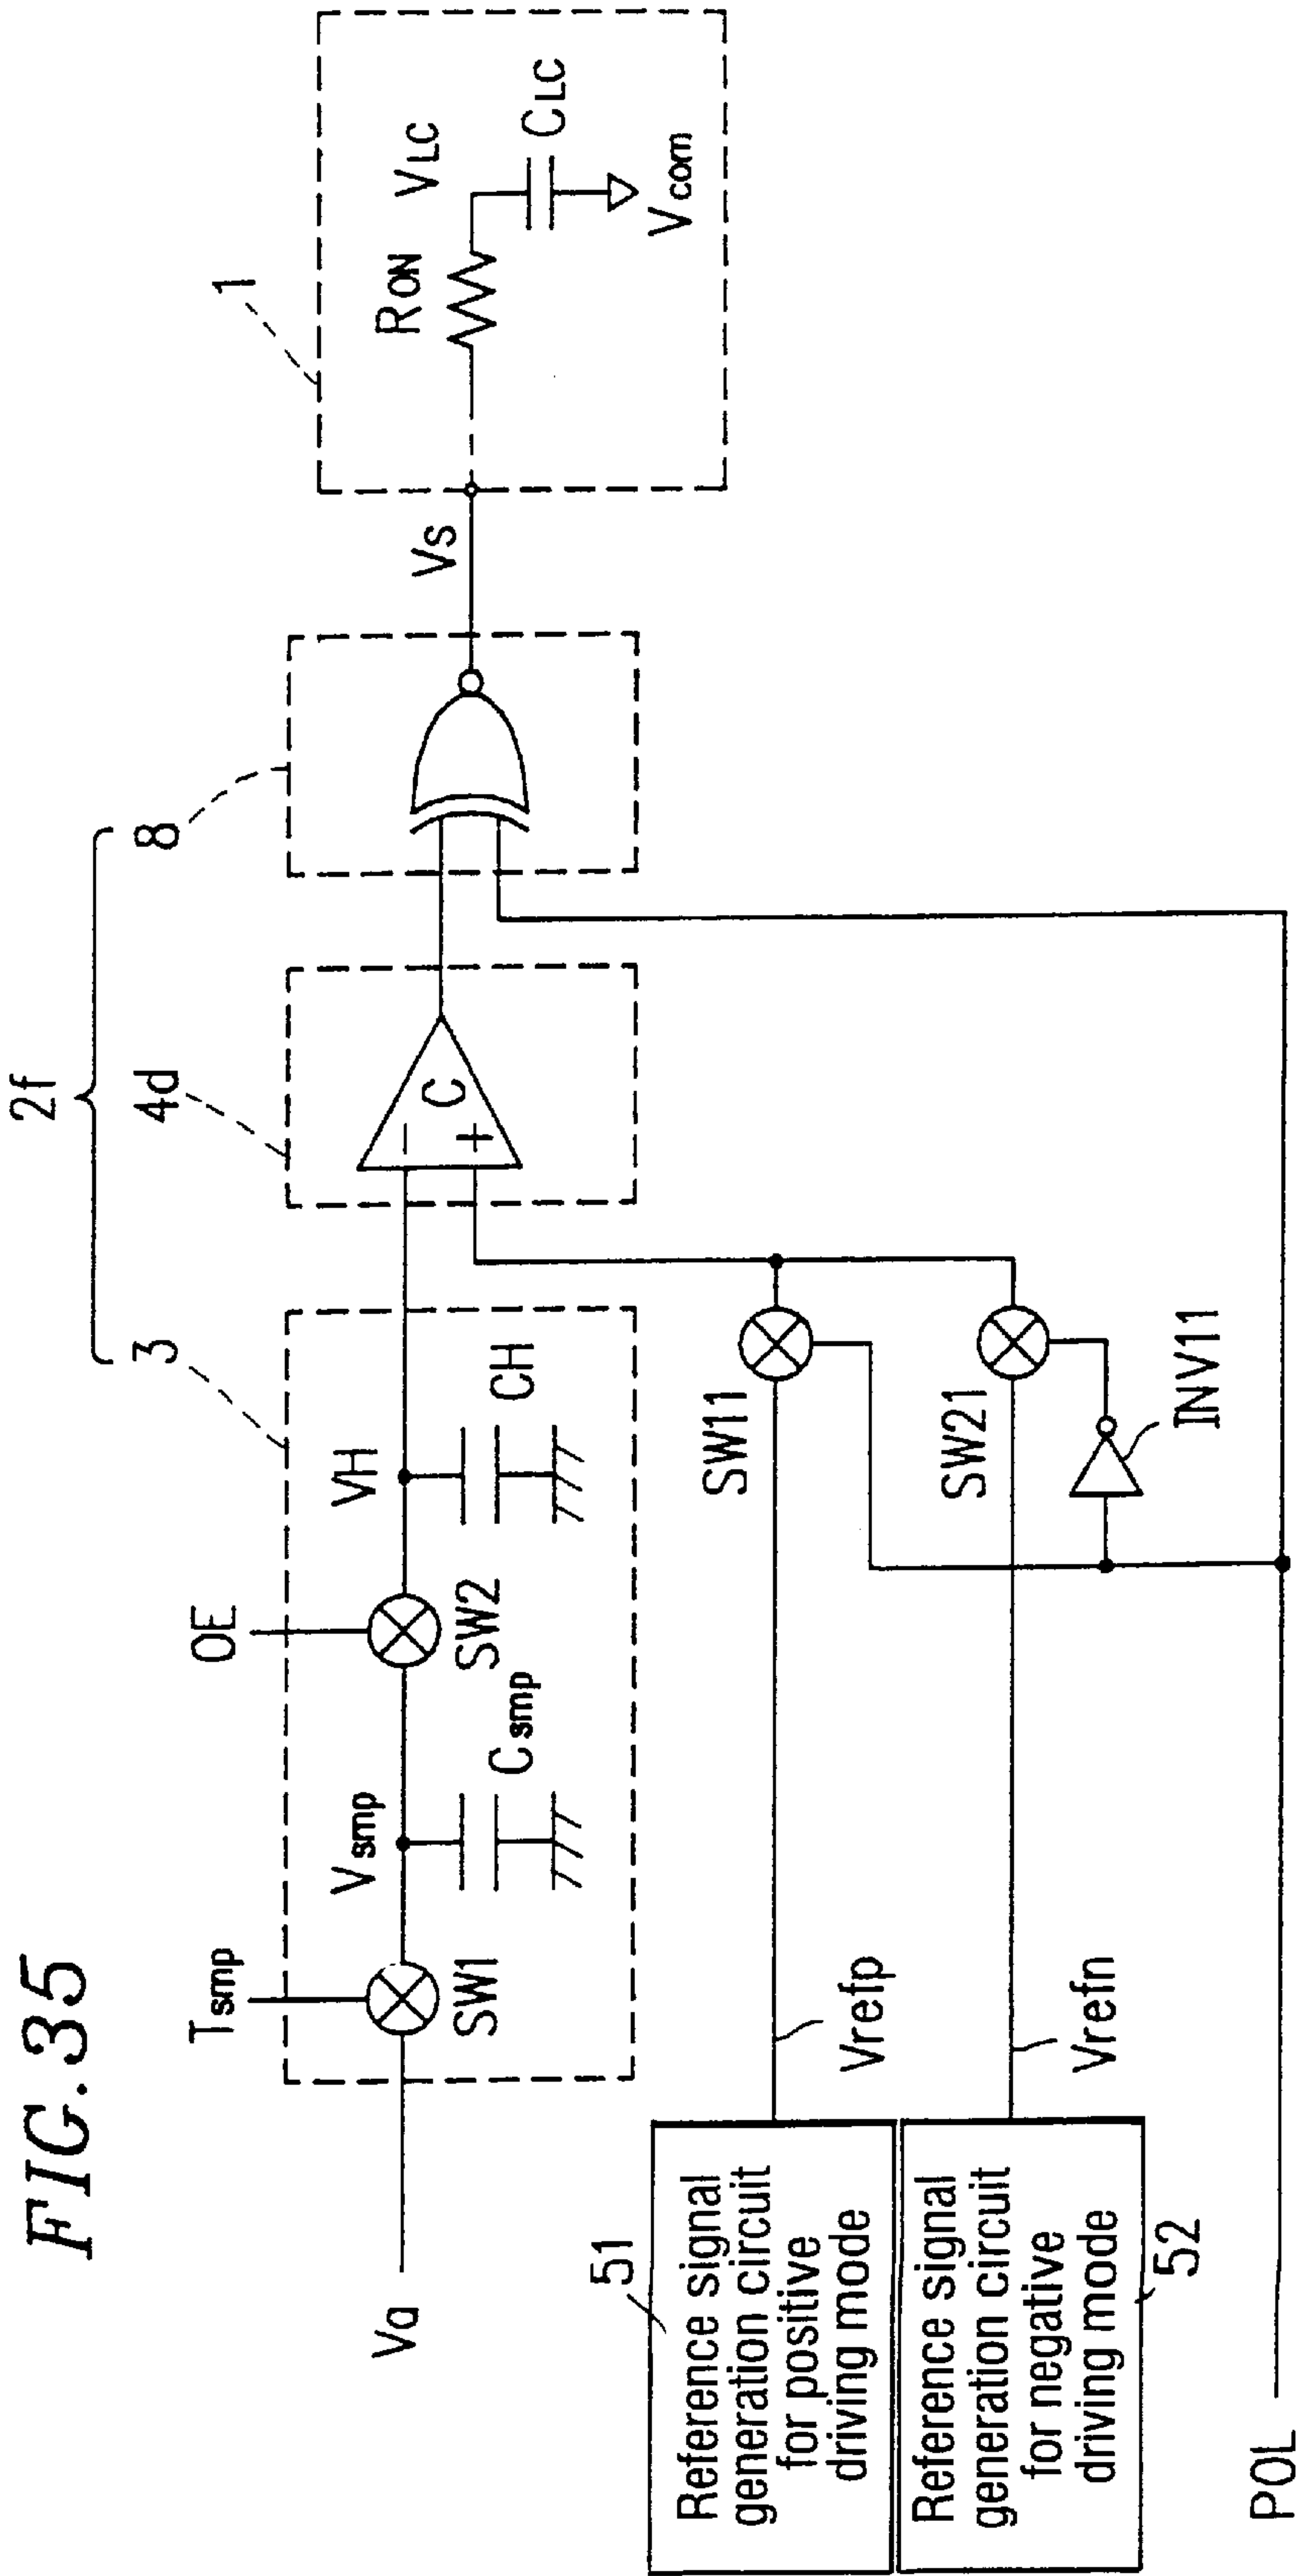 FIG.35
2f
3
4d
8
1
Tsmp
OE
Va
SW1
Vsmp
Csmp
SW2
VH
CH
C
−
+
VS
RON
VLC
CLC
Vcom
51
Reference signal
generation circuit
for positive
driving mode
Vrefp
SW11
Reference signal
generation circuit
for negative
driving mode
52
Vrefn
SW21
INV11
POL